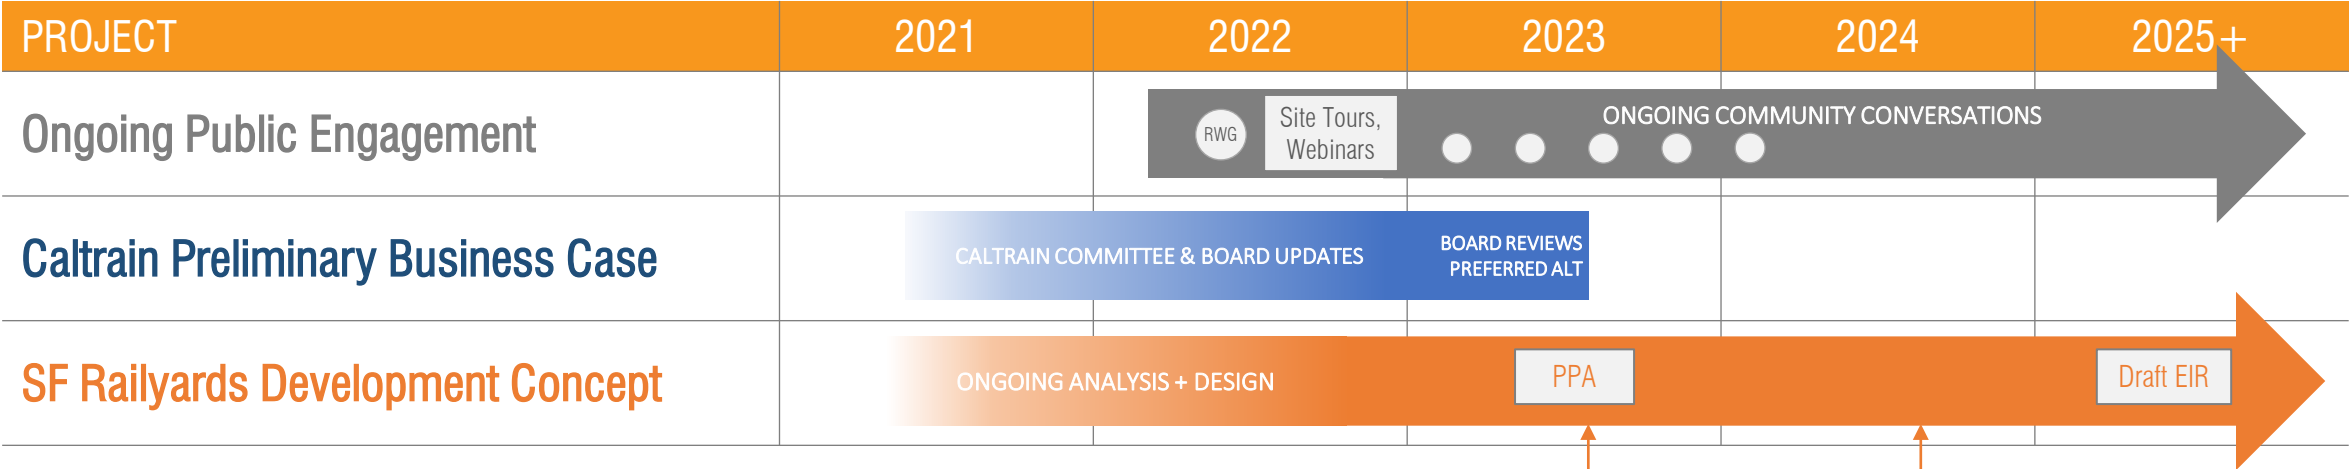 PROJECT 2021 2022 2023 2024 2025+
Ongoing Public Engagement
RWG
Site Tours,
Webinars
ONGOING COMMUNITY CONVERSATIONS
Caltrain Preliminary Business Case
CALTRAIN COMMITTEE & BOARD UPDATES
BOARD REVIEWS
PREFERRED ALT
SF Railyards Development Concept
ONGOING ANALYSIS + DESIGN
PPA
Draft EIR